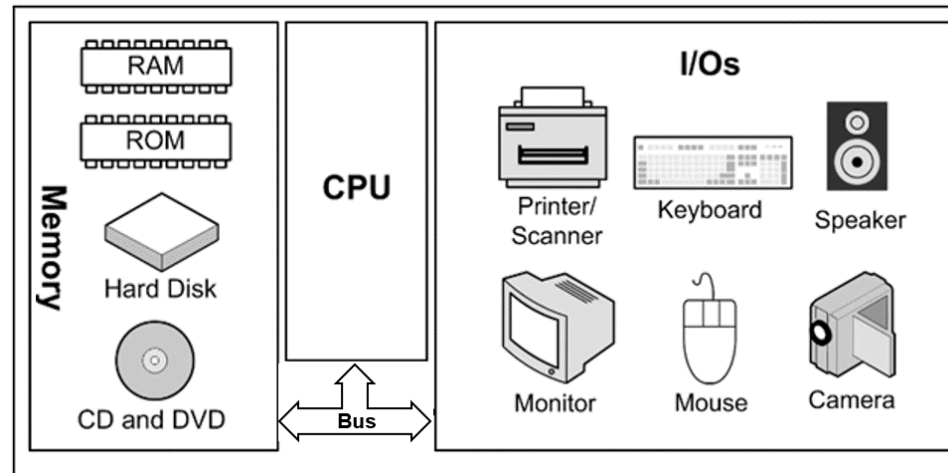 Memory
RAM
ROM
Hard Disk
CD and DVD
CPU
Bus
I/Os
Printer/
Scanner
Keyboard
Speaker
Monitor
Mouse
Camera